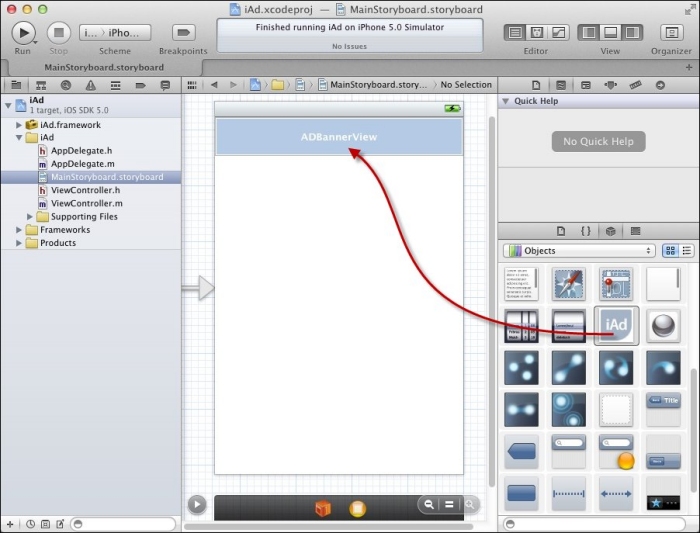 iAd.xcodeproj — MainStoryboard.storyboard
Finished running iAd on iPhone 5.0 Simulator
No Issues
i... iPho...
Run Stop Scheme Breakpoints Editor View Organizer
MainStoryboard.storyboard
MainStoryboard.story... No Selection
iAd
1 target, iOS SDK 5.0
iAd.framework
iAd
AppDelegate.h
AppDelegate.m
MainStoryboard.storyboard
ViewController.h
ViewController.m
Supporting Files
Frameworks
Products
ADBannerView
Quick Help
No Quick Help
{ }
Objects
iAd
Title